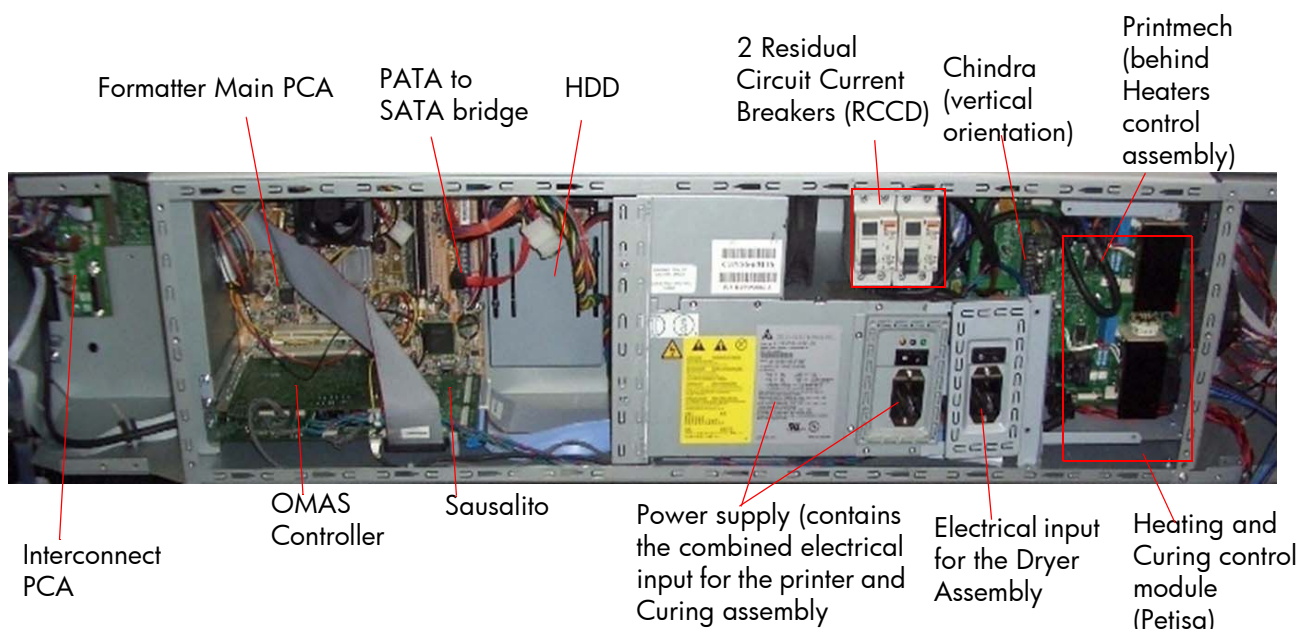 Formatter Main PCA
PATA to
SATA bridge
HDD
2 Residual
Circuit Current
Breakers (RCCD)
Chindra
(vertical
orientation)
Printmech
(behind
Heaters
control
assembly)
Interconnect
PCA
OMAS
Controller
Sausalito
Power supply (contains
the combined electrical
input for the printer and
Curing assembly
Electrical input
for the Dryer
Assembly
Heating and
Curing control
module
(Petisa)